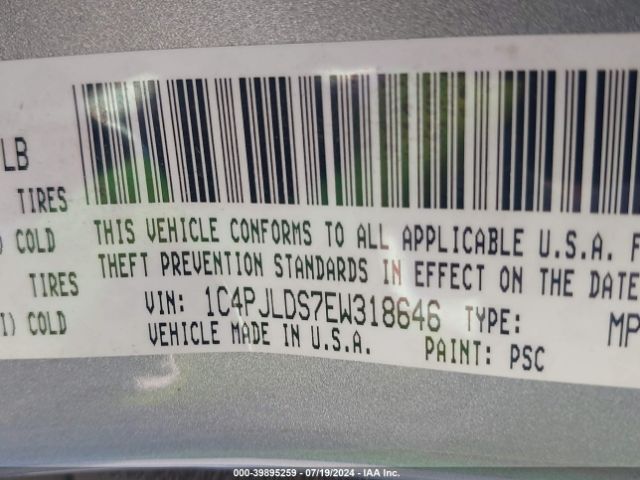 LB
TIRES
) COLD
TIRES
I) COLD
THIS VEHICLE CONFORMS TO ALL APPLICABLE U.S.A. F
THEFT PREVENTION STANDARDS IN EFFECT ON THE DATE
VIN: 1C4PJLDS7EW318646 TYPE: MP
VEHICLE MADE IN U.S.A. PAINT: PSC
000-39895259 - 07/19/2024 - IAA Inc.